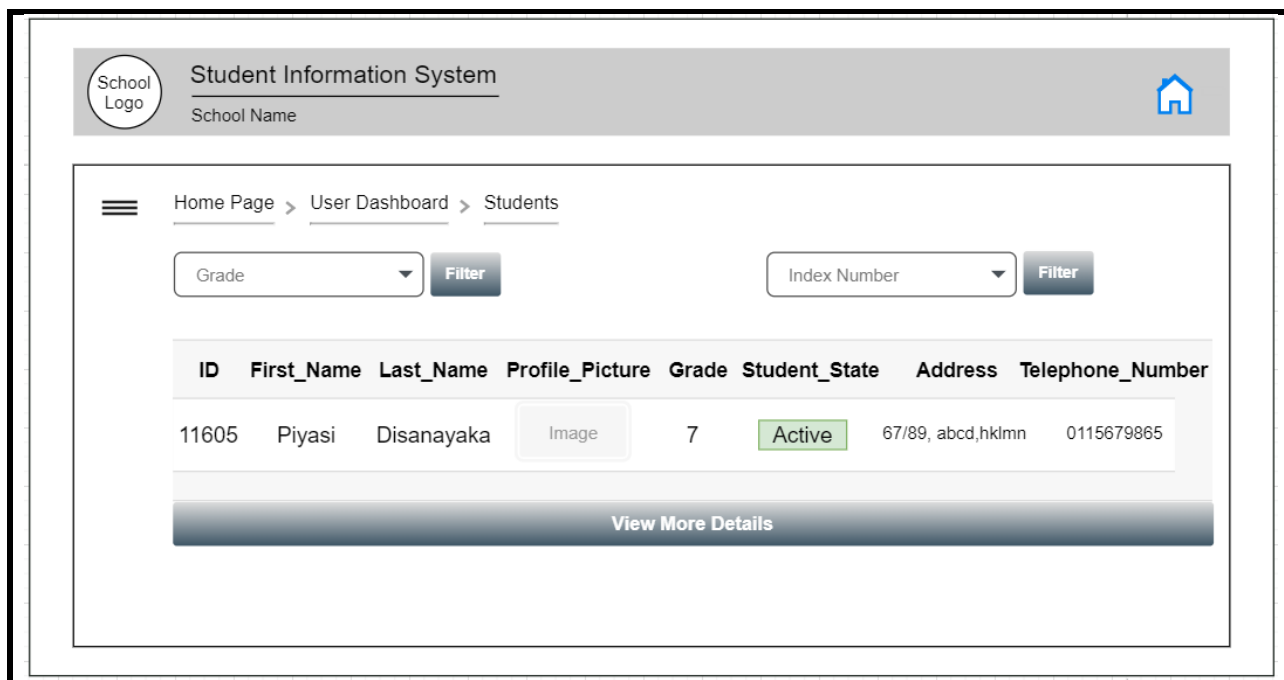 School
Logo
Student Information System
School Name
Home Page > User Dashboard > Students
Grade Filter Index Number Filter
ID First_Name Last_Name Profile_Picture Grade Student_State Address Telephone_Number
11605 Piyasi Disanayaka Image 7 Active 67/89, abcd,hklmn 0115679865
View More Details